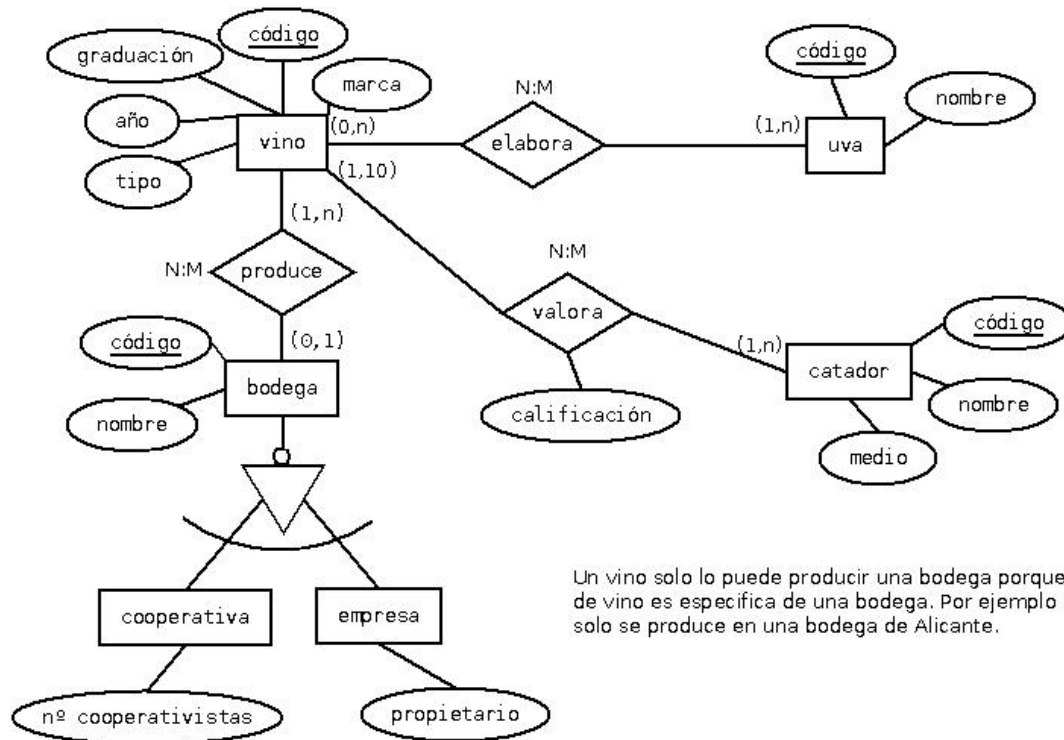 código
graduación
marca
código
N:M
año
nombre
(0,n)
(1,n)
vino
elabora
uva
(1,10)
tipo
(1,n)
N:M
N:M
produce
valora
código
código
(0,1)
(1,n)
bodega
catador
nombre
calificación
nombre
medio
Un vino solo lo puede producir una bodega porque
de vino es especifica de una bodega. Por ejemplo
solo se produce en una bodega de Alicante.
cooperativa
empresa
nº cooperativistas
propietario